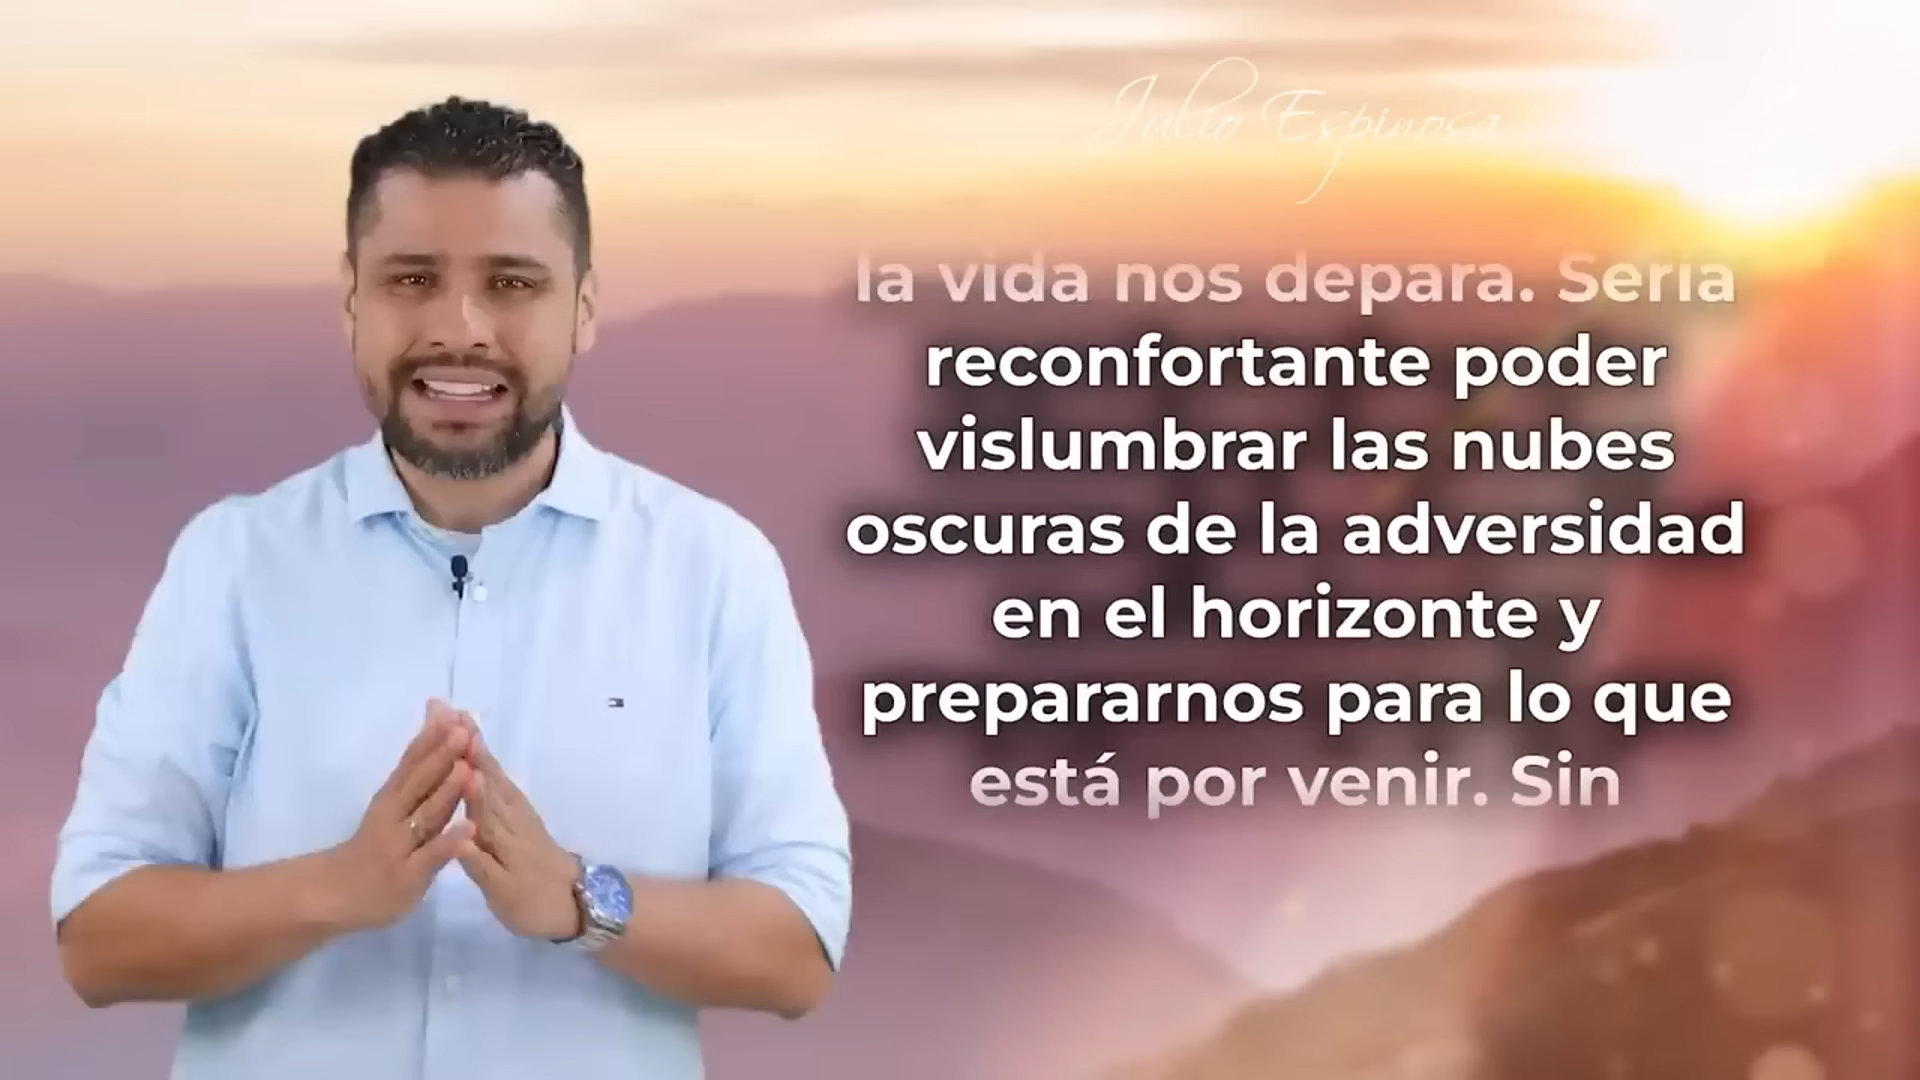 Julio Espinosa
la vida nos depara. Sería
reconfortante poder
vislumbrar las nubes
oscuras de la adversidad
en el horizonte y
prepararnos para lo que
está por venir. Sin